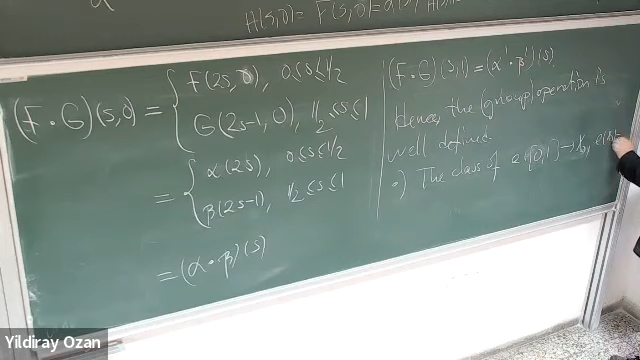 H(s,0) = F(s,0) = α(s)
(F·G)(s,0) = { F(2s,0), 0≤s≤1/2
G(2s-1,0), 1/2≤s≤1
= { α(2s), 0≤s≤1/2
β(2s-1), 1/2≤s≤1
= (α·β)(s)
(F·G)(s,1) = (α'·β')(s).
Hence, the (group) operation is
well defined.
•) The class of e: [0,1] → x₀, e(s)=
Yildiray Ozan